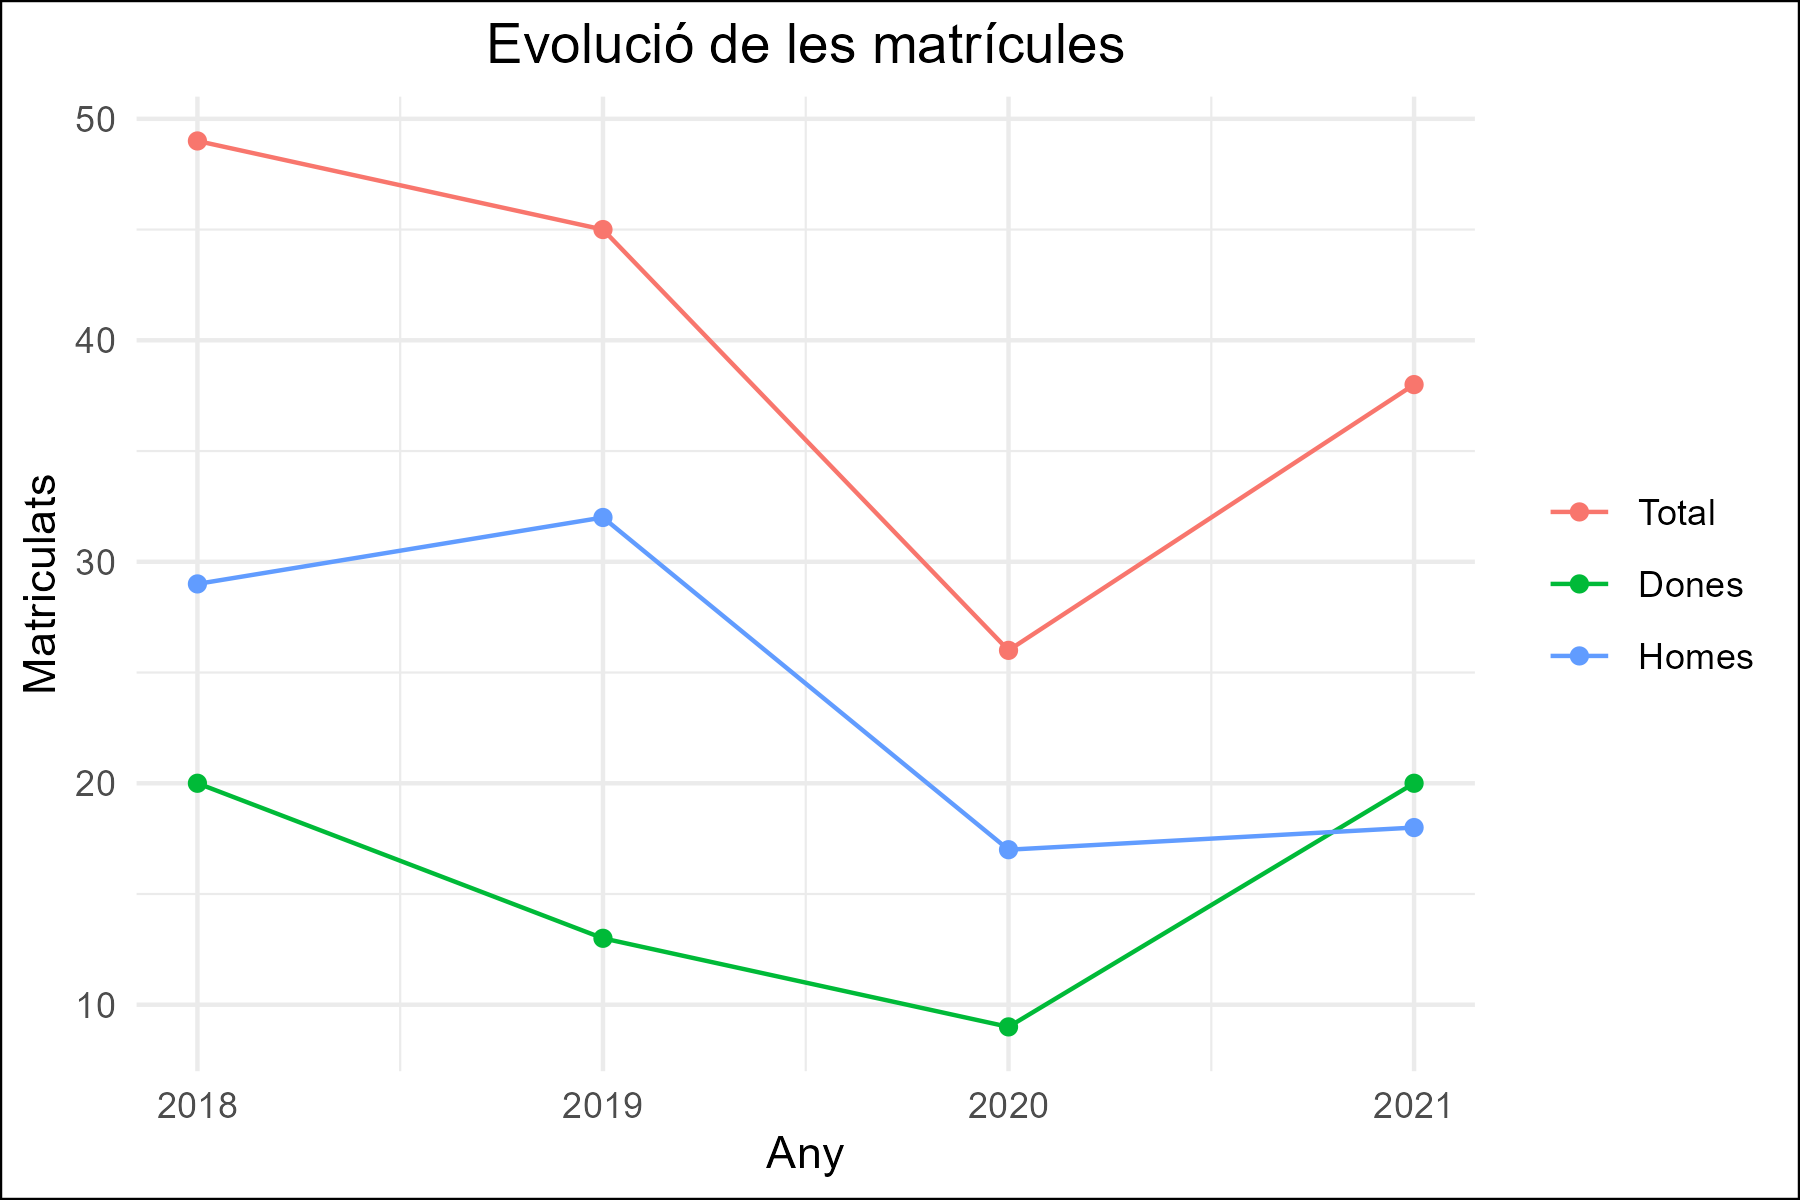 Evolució de les matrícules
50
40
30
20
10
Matriculats
2018 2019 2020 2021
Any
Total
Dones
Homes